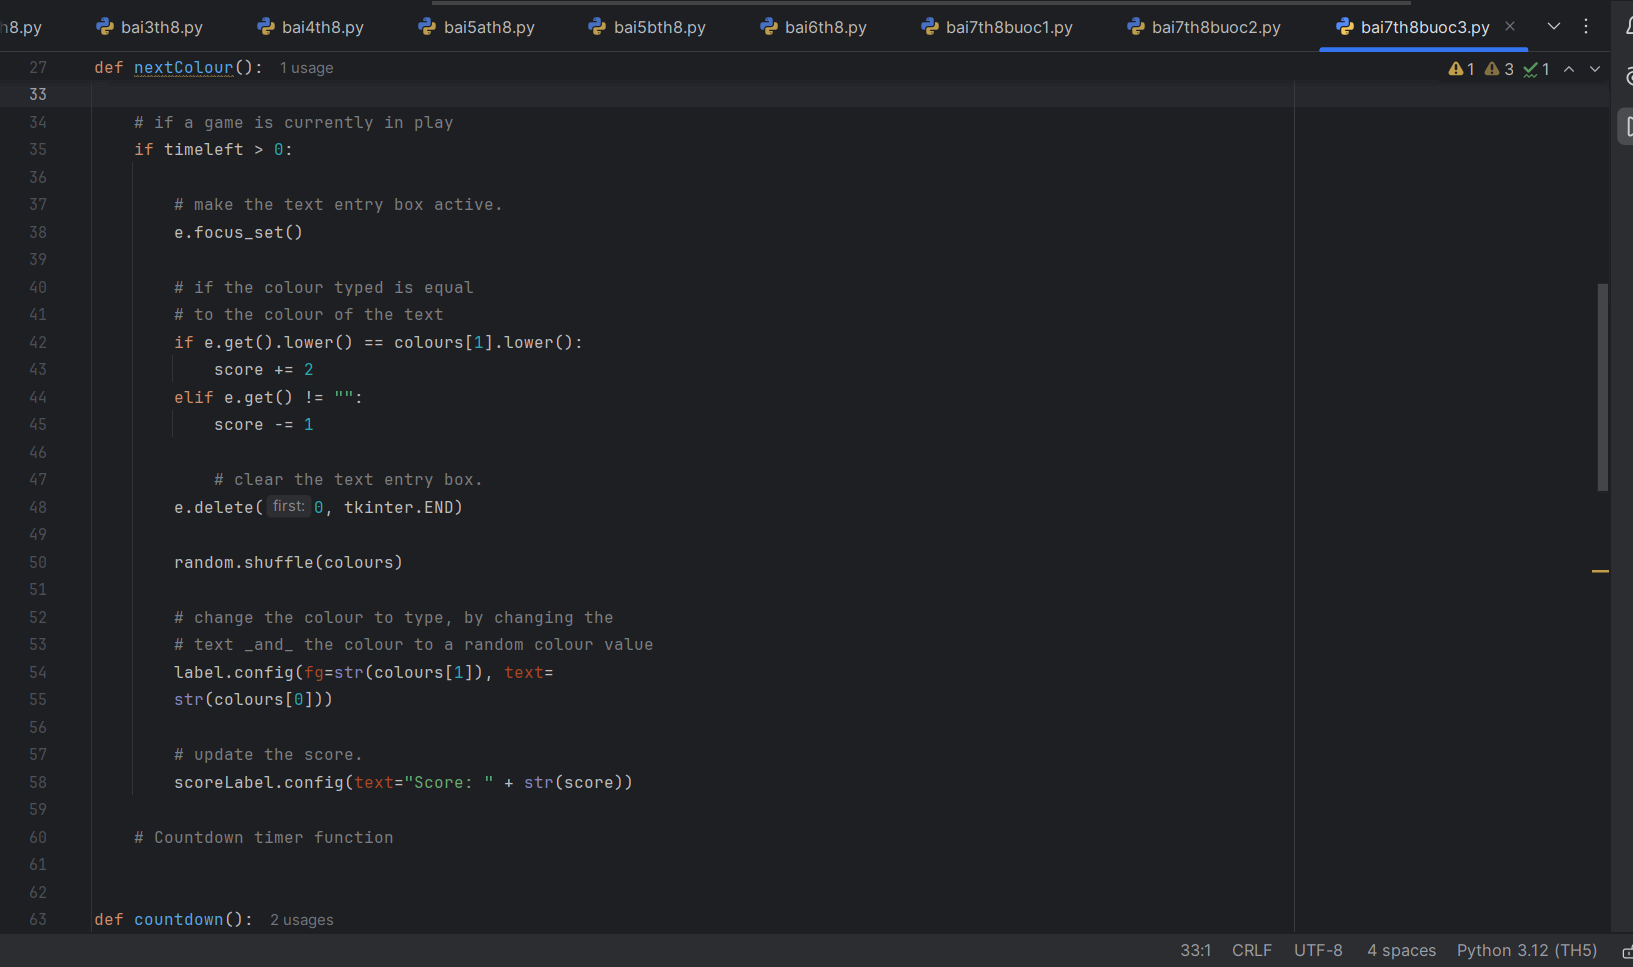 h8.py bai3th8.py bai4th8.py bai5ath8.py bai5bth8.py bai6th8.py bai7th8buoc1.py bai7th8buoc2.py bai7th8buoc3.py
27 def nextColour(): 1 usage 1 3 1
33
34 # if a game is currently in play
35 if timeleft > 0:
36
37 # make the text entry box active.
38 e.focus_set()
39
40 # if the colour typed is equal
41 # to the colour of the text
42 if e.get().lower() == colours[1].lower():
43 score += 2
44 elif e.get() != "":
45 score -= 1
46
47 # clear the text entry box.
48 e.delete( first: 0, tkinter.END)
49
50 random.shuffle(colours)
51
52 # change the colour to type, by changing the
53 # text _and_ the colour to a random colour value
54 label.config(fg=str(colours[1]), text=
55 str(colours[0]))
56
57 # update the score.
58 scoreLabel.config(text="Score: " + str(score))
59
60 # Countdown timer function
61
62
63 def countdown(): 2 usages
33:1 CRLF UTF-8 4 spaces Python 3.12 (TH5)